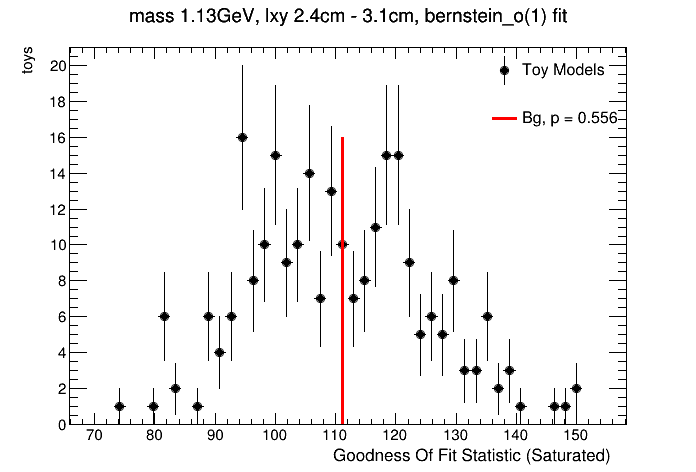 mass 1.13GeV, lxy 2.4cm - 3.1cm, bernstein_o(1) fit
toys
20
18
16
14
12
10
8
6
4
2
0
Toy Models
Bg, p = 0.556
70 80 90 100 110 120 130 140 150
Goodness Of Fit Statistic (Saturated)